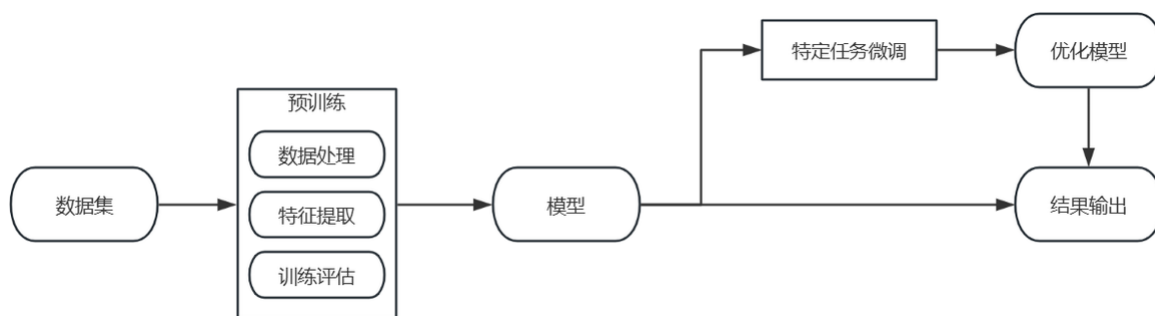 数据集
预训练
数据处理
特征提取
训练评估
模型
特定任务微调
优化模型
结果输出